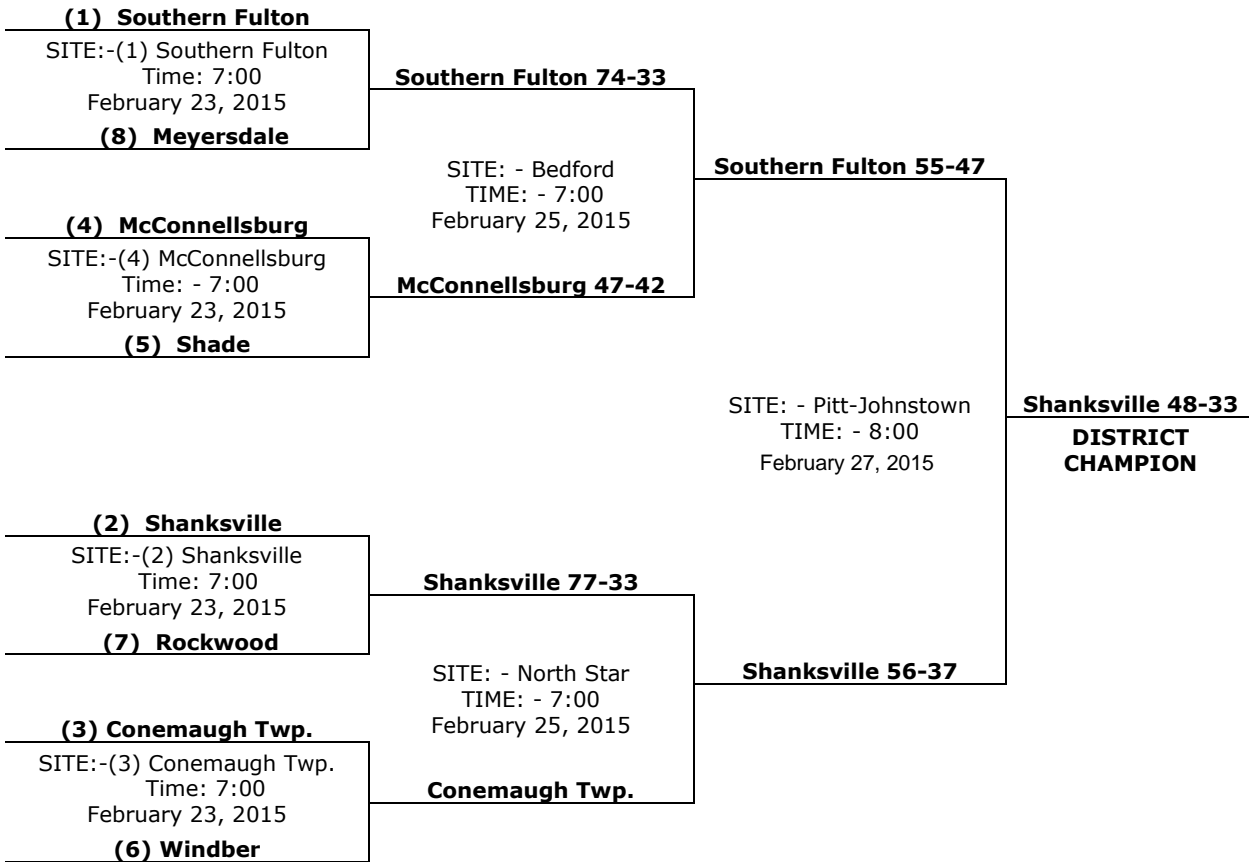 (1) Southern Fulton
SITE:-(1) Southern Fulton
Time: 7:00
February 23, 2015
(8) Meyersdale
Southern Fulton 74-33
SITE: - Bedford
TIME: - 7:00
February 25, 2015
(4) McConnellsburg
SITE:-(4) McConnellsburg
Time: - 7:00
February 23, 2015
(5) Shade
McConnellsburg 47-42
Southern Fulton 55-47
SITE: - Pitt-Johnstown
TIME: - 8:00
February 27, 2015
Shanksville 48-33
DISTRICT
CHAMPION
(2) Shanksville
SITE:-(2) Shanksville
Time: 7:00
February 23, 2015
(7) Rockwood
Shanksville 77-33
SITE: - North Star
TIME: - 7:00
February 25, 2015
Shanksville 56-37
(3) Conemaugh Twp.
SITE:-(3) Conemaugh Twp.
Time: 7:00
February 23, 2015
(6) Windber
Conemaugh Twp.